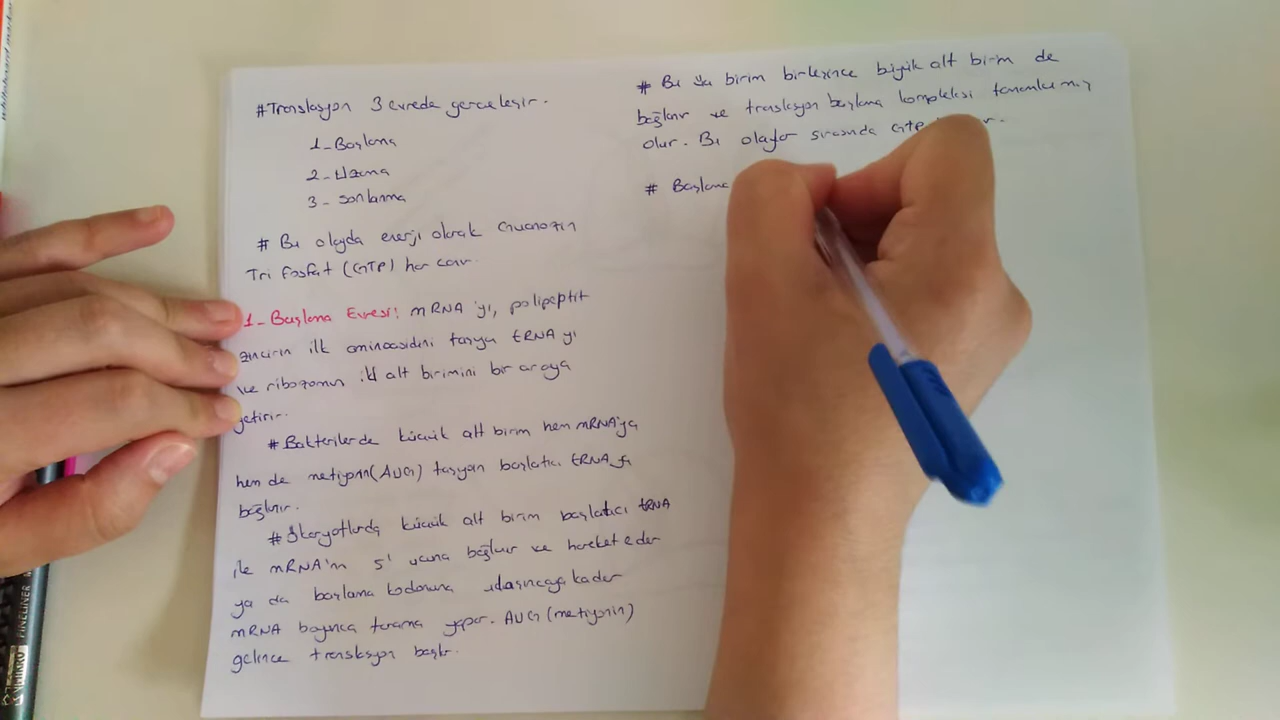 #Translasyon 3 evrede gerçekleşir.
1-Başlama
2-Uzama
3-Sonlanma
# Bu olayda enerji olarak Guanozin
Tri fosfat (GTP) harcanır.
1-Başlama Evresi: mRNA'yı, polipeptit
zincirin ilk aminoasidini taşıyan tRNA yı
ve ribozomun iki alt birimini bir araya
getirir.
#Bakterilerde küçük alt birim hem mRNA'ya
hem de metiyonin(AUG) taşıyan başlatıcı tRNA
bağlanır.
#Ökaryotlarda küçük alt birim başlatıcı tRNA
ile mRNA'nın 5' ucuna bağlanır ve hareket eder
ya da başlama kodonuna ulaşıncaya kadar
mRNA boyunca tarama yapar. AUG (metiyonin)
gelince translasyon başlar.
# Bu birim birleşince büyük alt birim de
bağlanır ve translasyon başlama kompleksi tamamlanmış
olur. Bu olaylar sırasında GTP
# Başlama
whiteboard marker
FINELINER